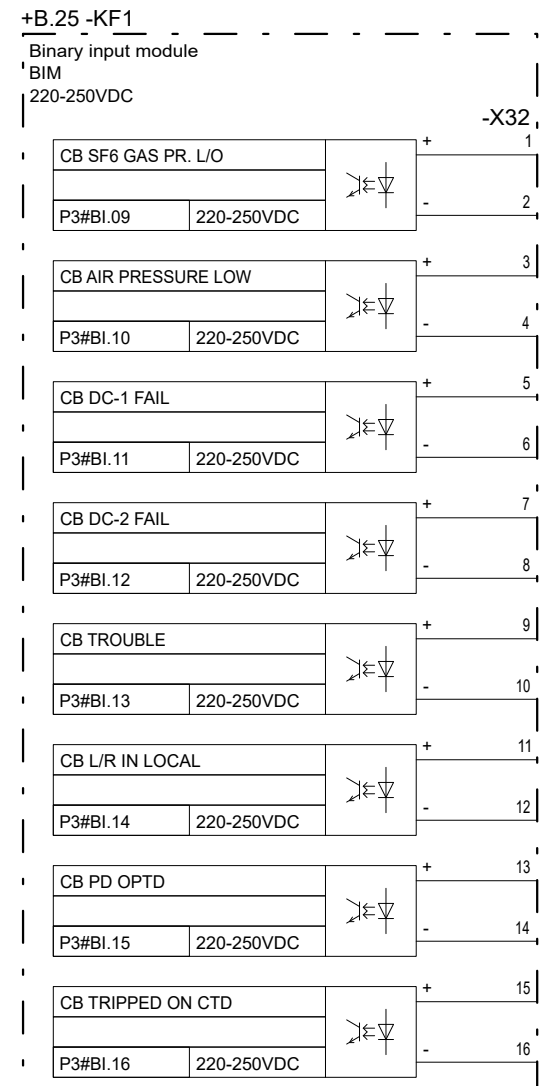 +B.25 -KF1
Binary input module
BIM
220-250VDC
-X32
CB SF6 GAS PR. L/O
+ 1
P3#BI.09 220-250VDC
- 2
CB AIR PRESSURE LOW
+ 3
P3#BI.10 220-250VDC
- 4
CB DC-1 FAIL
+ 5
P3#BI.11 220-250VDC
- 6
CB DC-2 FAIL
+ 7
P3#BI.12 220-250VDC
- 8
CB TROUBLE
+ 9
P3#BI.13 220-250VDC
- 10
CB L/R IN LOCAL
+ 11
P3#BI.14 220-250VDC
- 12
CB PD OPTD
+ 13
P3#BI.15 220-250VDC
- 14
CB TRIPPED ON CTD
+ 15
P3#BI.16 220-250VDC
- 16